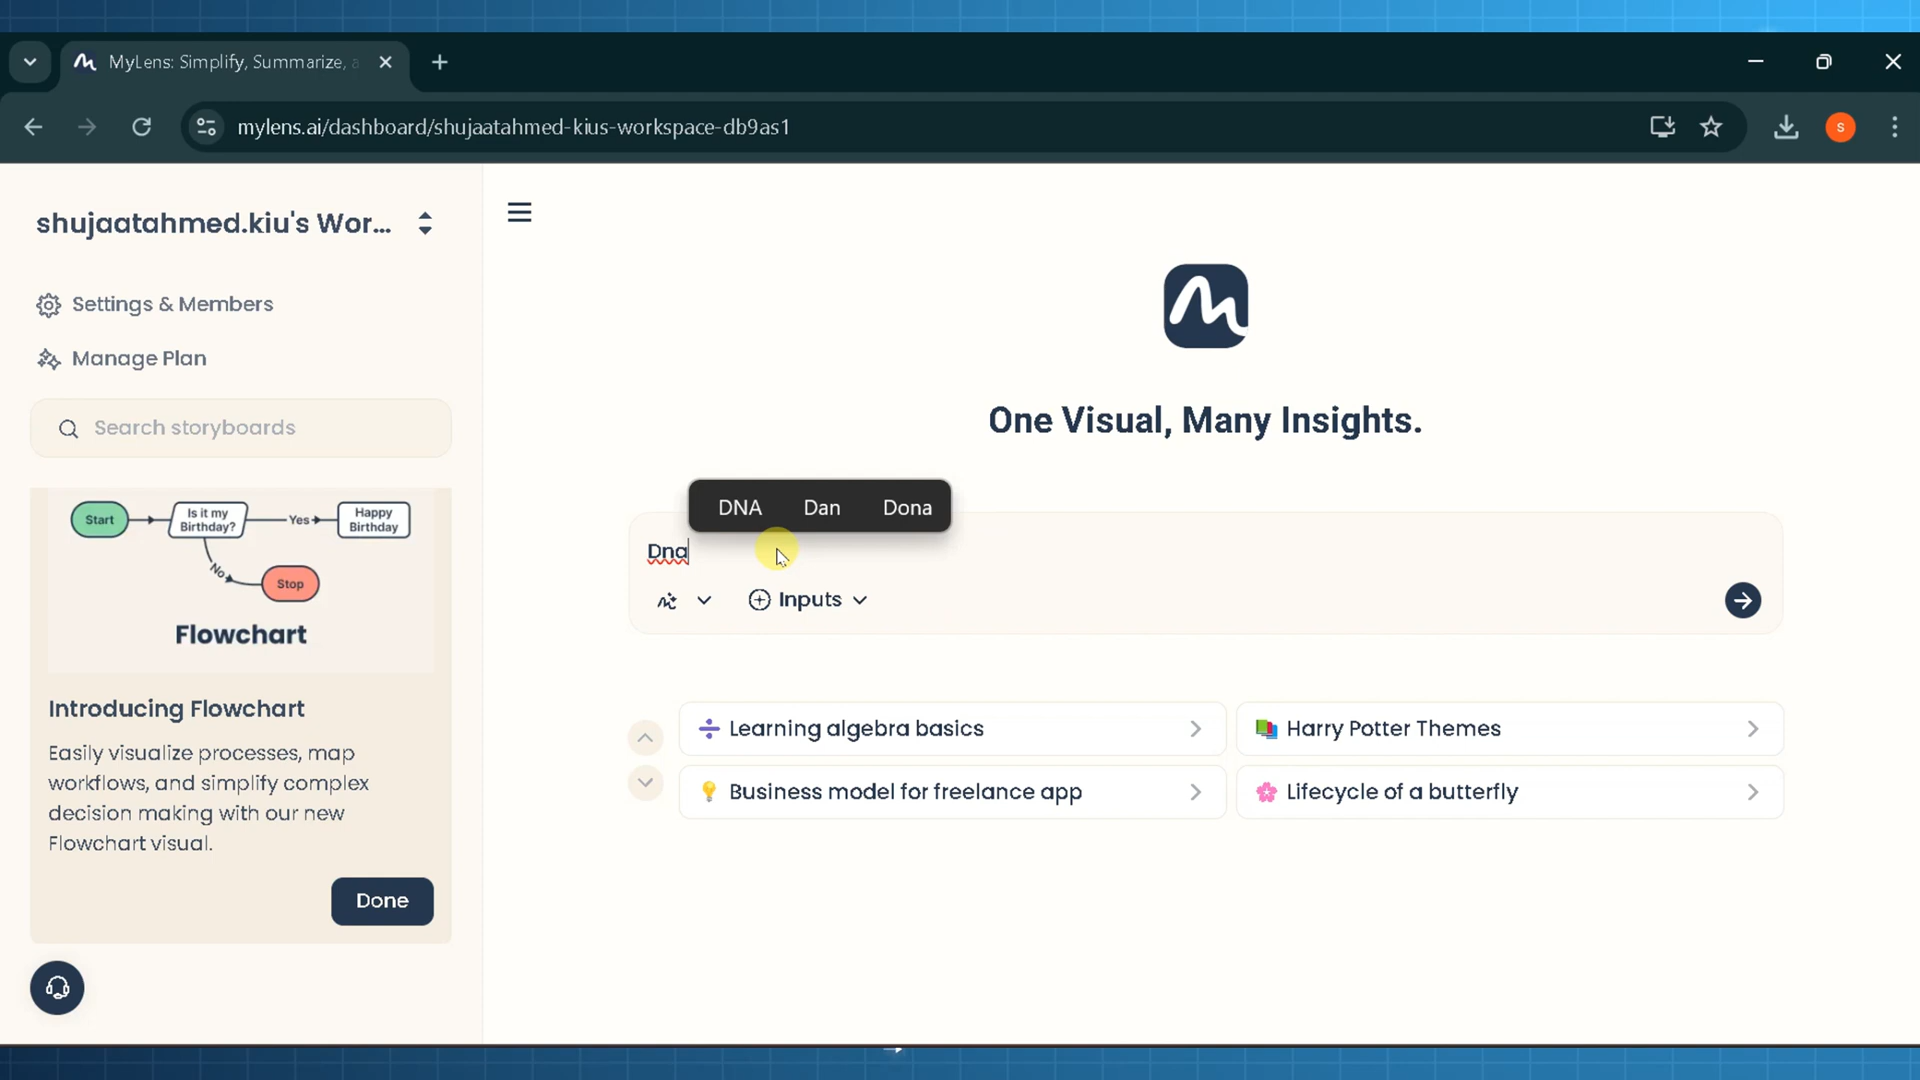 MyLens: Simplify, Summarize, a
mylens.ai/dashboard/shujaatahmed-kius-workspace-db9as1
S
shujaatahmed.kiu's Wor...
Settings & Members
Manage Plan
Search storyboards
Start
Is it my
Birthday?
Yes
Happy
Birthday
No
Stop
Flowchart
Introducing Flowchart
Easily visualize processes, map
workflows, and simplify complex
decision making with our new
Flowchart visual.
Done
One Visual, Many Insights.
DNA Dan Dona
Dna
Inputs
Learning algebra basics
Harry Potter Themes
Business model for freelance app
Lifecycle of a butterfly